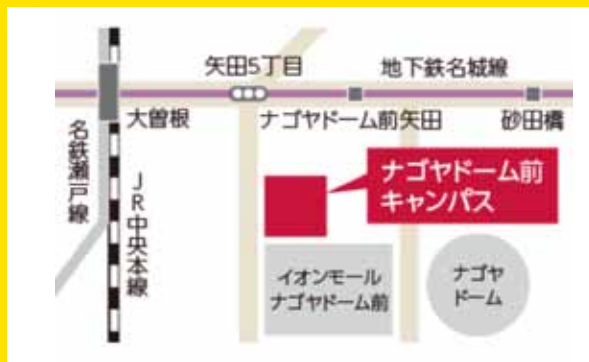 矢田5丁目
地下鉄名城線
大曽根
ナゴヤドーム前矢田
砂田橋
名鉄瀬戸線
JR中央本線
ナゴヤドーム前
キャンパス
イオンモール
ナゴヤドーム前
ナゴヤ
ドーム